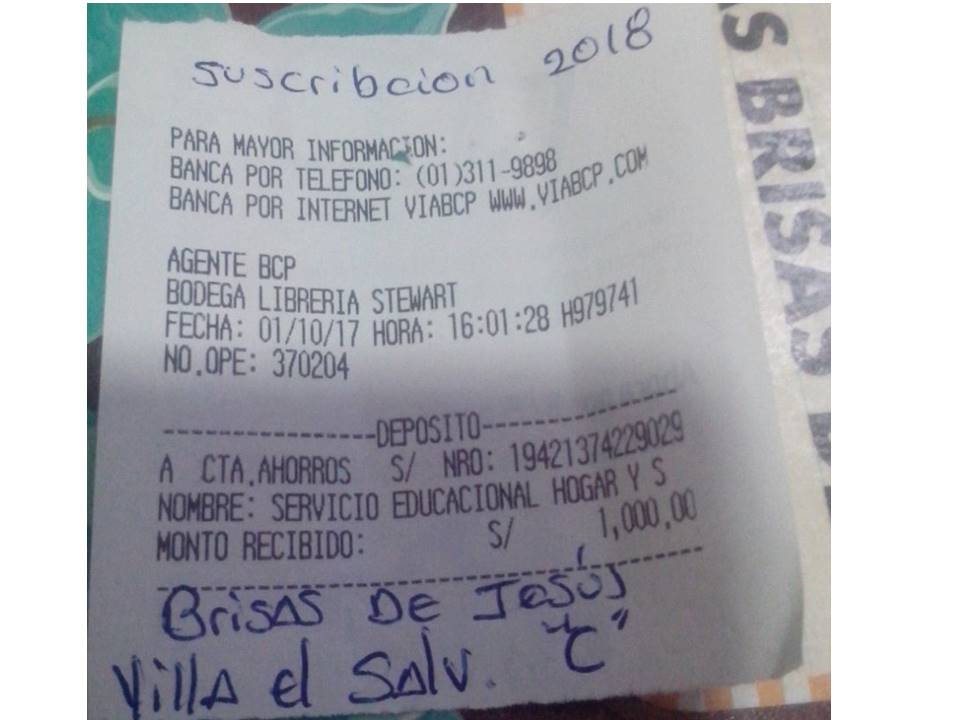 suscribcion 2018
PARA MAYOR INFORMACION:
BANCA POR TELEFONO: (01)311-9898
BANCA POR INTERNET VIABCP WWW.VIABCP.COM
AGENTE BCP
BODEGA LIBRERIA STEWART
FECHA: 01/10/17 HORA: 16:01:28 H979741
NO.OPE: 370204
----------------DEPOSITO----------------
A CTA.AHORROS S/ NRO: 19421374229029
NOMBRE: SERVICIO EDUCACIONAL HOGAR Y S
MONTO RECIBIDO: S/ 1,000,00
Brisas De Jesús
Villa el Salv. "C"
S BRISAS